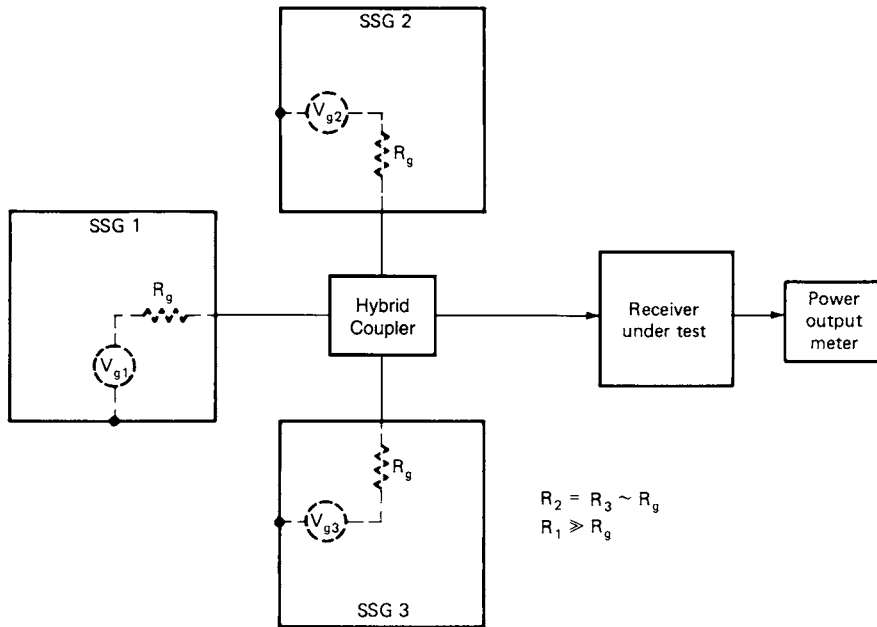 SSG 2
V_g2
R_g
SSG 1
R_g
V_g1
Hybrid
Coupler
Receiver
under test
Power
output
meter
R_g
V_g3
SSG 3
R_2 = R_3 ~ R_g
R_1 ≫ R_g